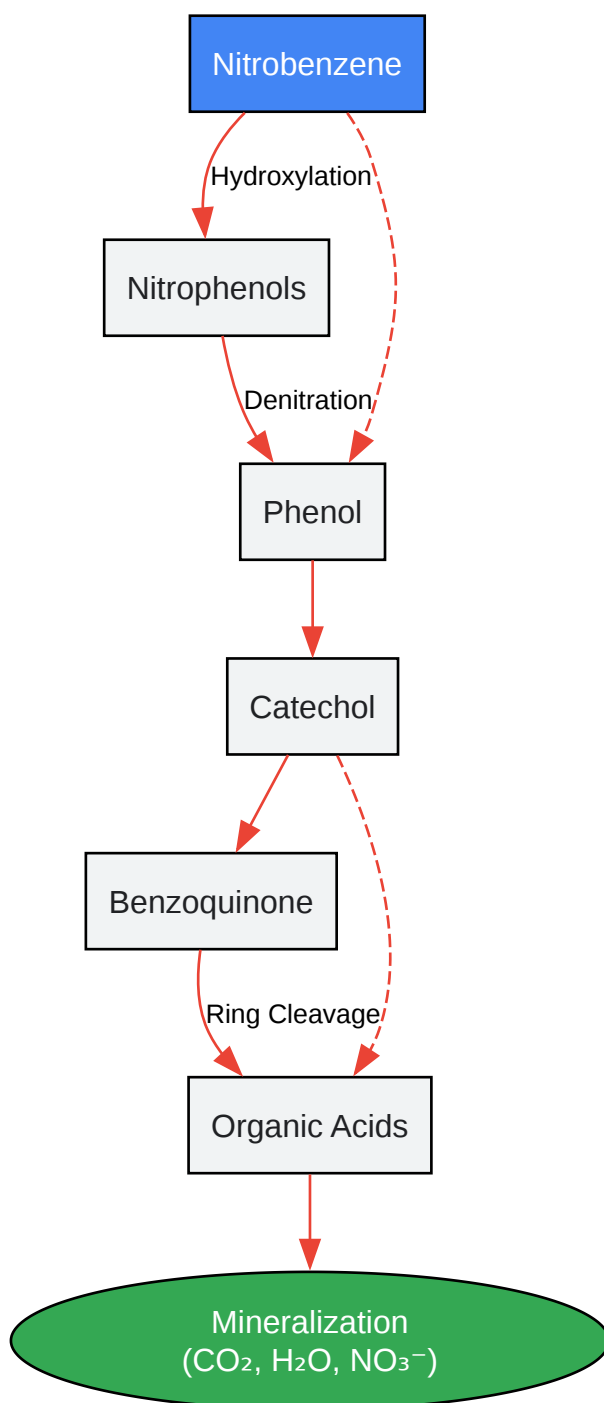 Nitrobenzene
Hydroxylation
Nitrophenols
Denitration
Phenol
Catechol
Benzoquinone
Ring Cleavage
Organic Acids
Mineralization
(CO₂, H₂O, NO₃⁻)